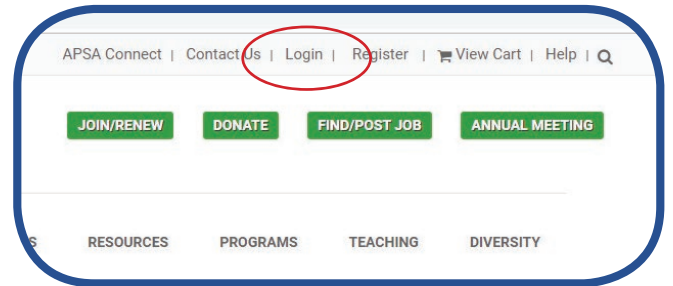 APSA Connect | Contact Us | Login | Register | View Cart | Help |
JOIN/RENEW DONATE FIND/POST JOB ANNUAL MEETING
S RESOURCES PROGRAMS TEACHING DIVERSITY